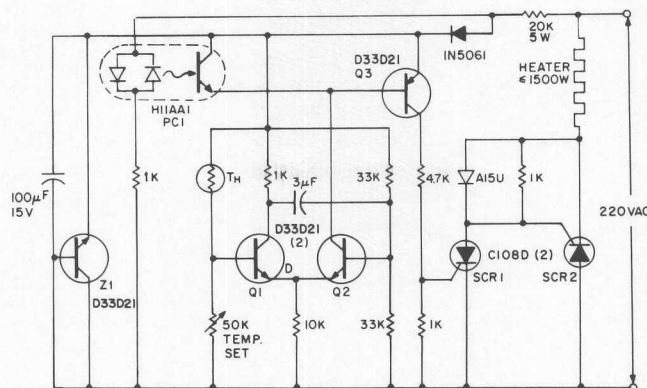 20K
5W
1N5061
HEATER
≤1500W
D33D21
Q3
H11AA1
PC1
TH
1K
1K
3µF
33K
4.7K
A15U
1K
100µF
15V
D33D21
(2)
220VAC
D
C108D (2)
SCR1
SCR2
Z1
D33D21
Q1
Q2
50K
TEMP.
SET
10K
33K
1K